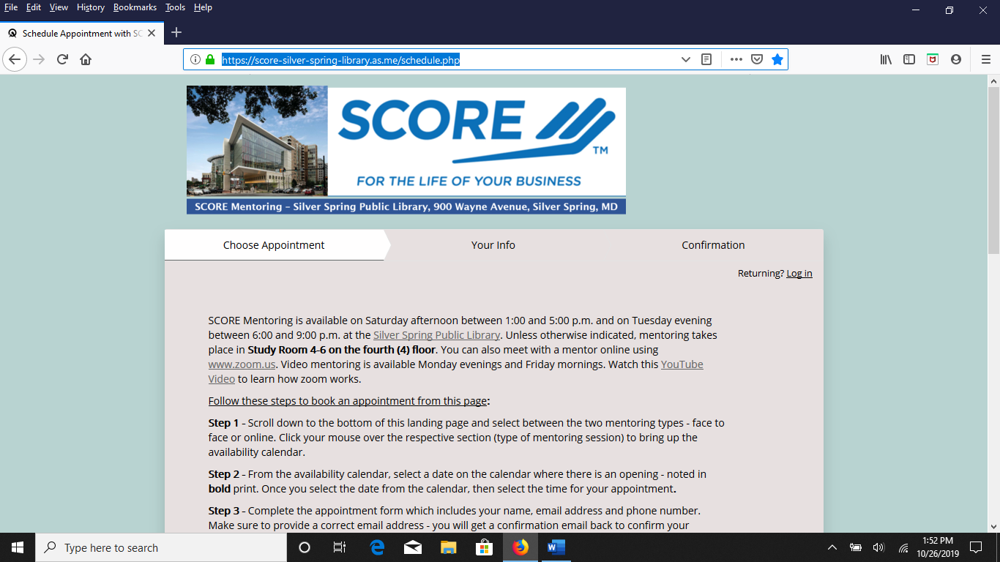 File Edit View History Bookmarks Tools Help
Schedule Appointment with SC
https://score-silver-spring-library.as.me/schedule.php
SCORE
TM
FOR THE LIFE OF YOUR BUSINESS
SCORE Mentoring – Silver Spring Public Library, 900 Wayne Avenue, Silver Spring, MD
Choose Appointment Your Info Confirmation
Returning? Log in
SCORE Mentoring is available on Saturday afternoon between 1:00 and 5:00 p.m. and on Tuesday evening
between 6:00 and 9:00 p.m. at the Silver Spring Public Library. Unless otherwise indicated, mentoring takes
place in Study Room 4-6 on the fourth (4) floor. You can also meet with a mentor online using
www.zoom.us. Video mentoring is available Monday evenings and Friday mornings. Watch this YouTube
Video to learn how zoom works.
Follow these steps to book an appointment from this page:
Step 1 - Scroll down to the bottom of this landing page and select between the two mentoring types - face to
face or online. Click your mouse over the respective section (type of mentoring session) to bring up the
availability calendar.
Step 2 - From the availability calendar, select a date on the calendar where there is an opening - noted in
bold print. Once you select the date from the calendar, then select the time for your appointment.
Step 3 - Complete the appointment form which includes your name, email address and phone number.
Make sure to provide a correct email address - you will get a confirmation email back to confirm your
Type here to search
1:52 PM
10/26/2019